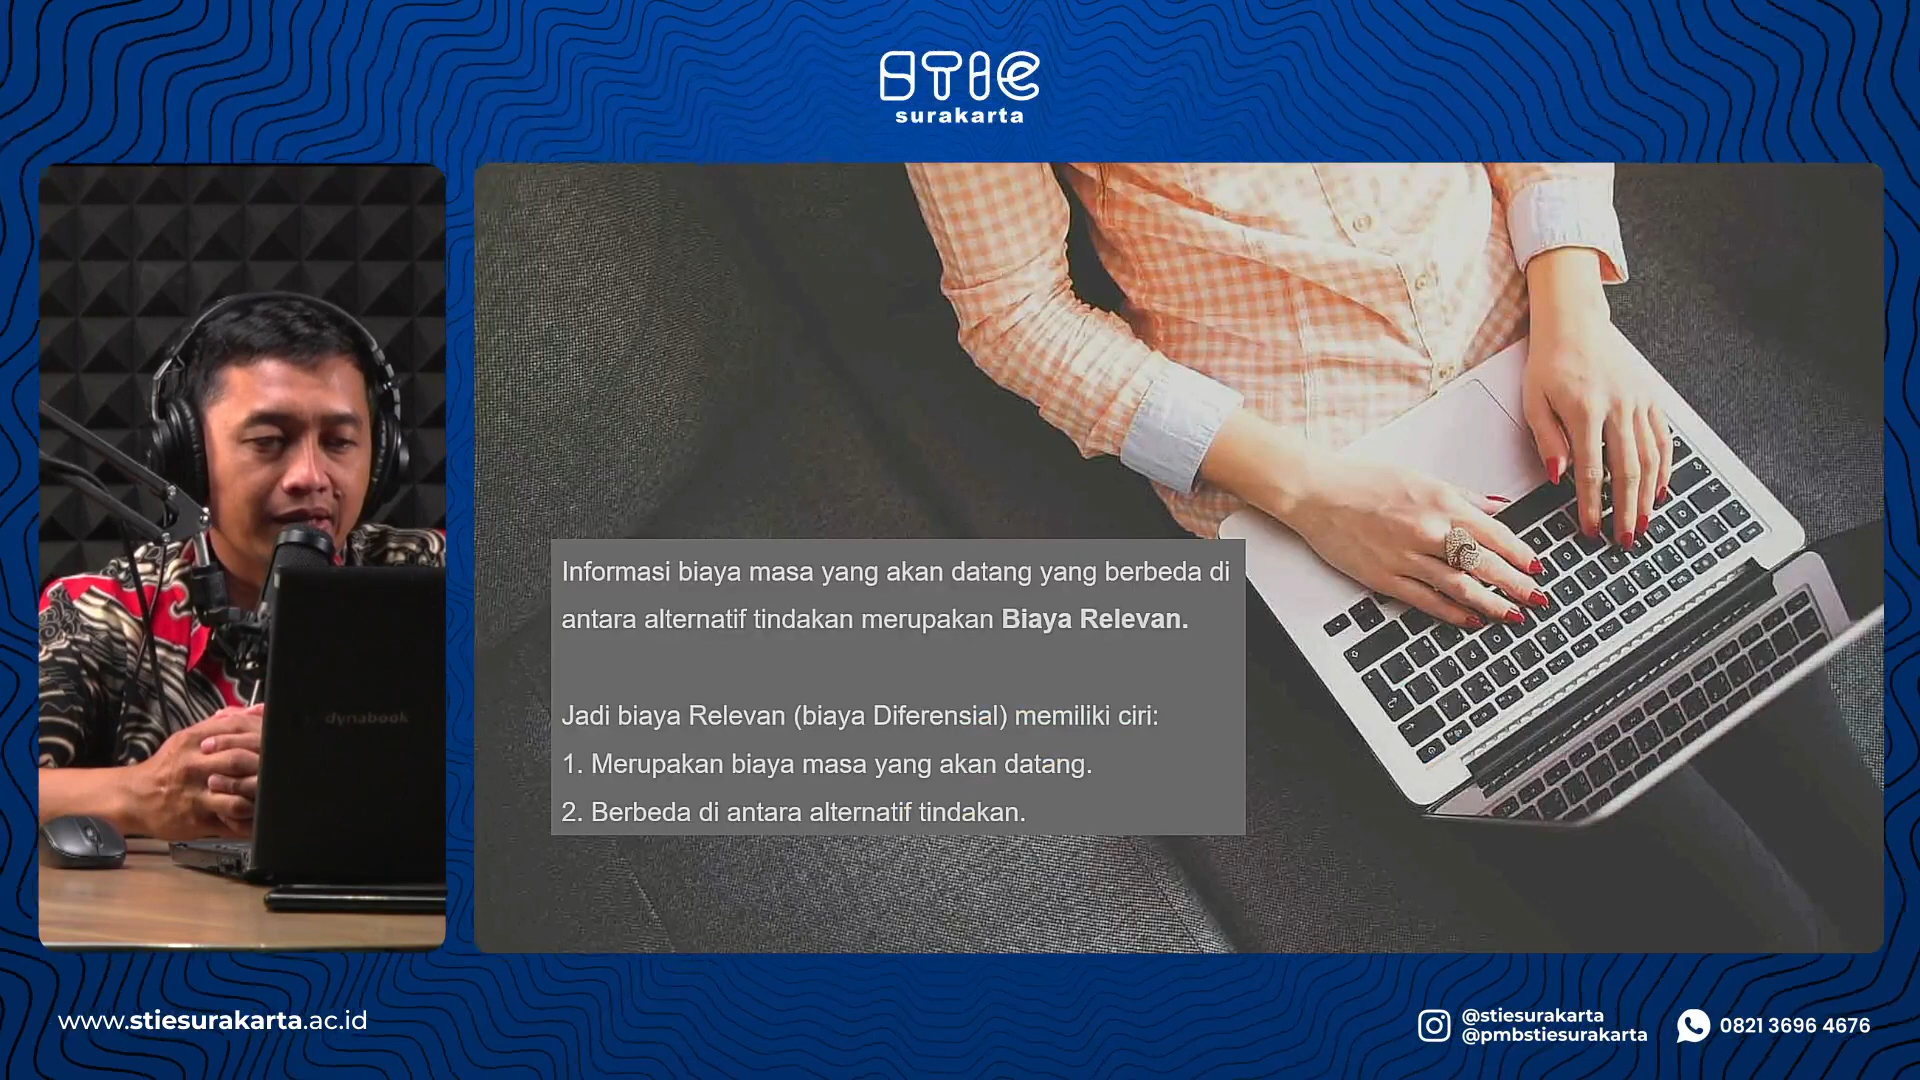 STIE
surakarta
Informasi biaya masa yang akan datang yang berbeda di
antara alternatif tindakan merupakan Biaya Relevan.
Jadi biaya Relevan (biaya Diferensial) memiliki ciri:
1. Merupakan biaya masa yang akan datang.
2. Berbeda di antara alternatif tindakan.
dynabook
www.stiesurakarta.ac.id
@stiesurakarta
@pmbstiesurakarta
0821 3696 4676